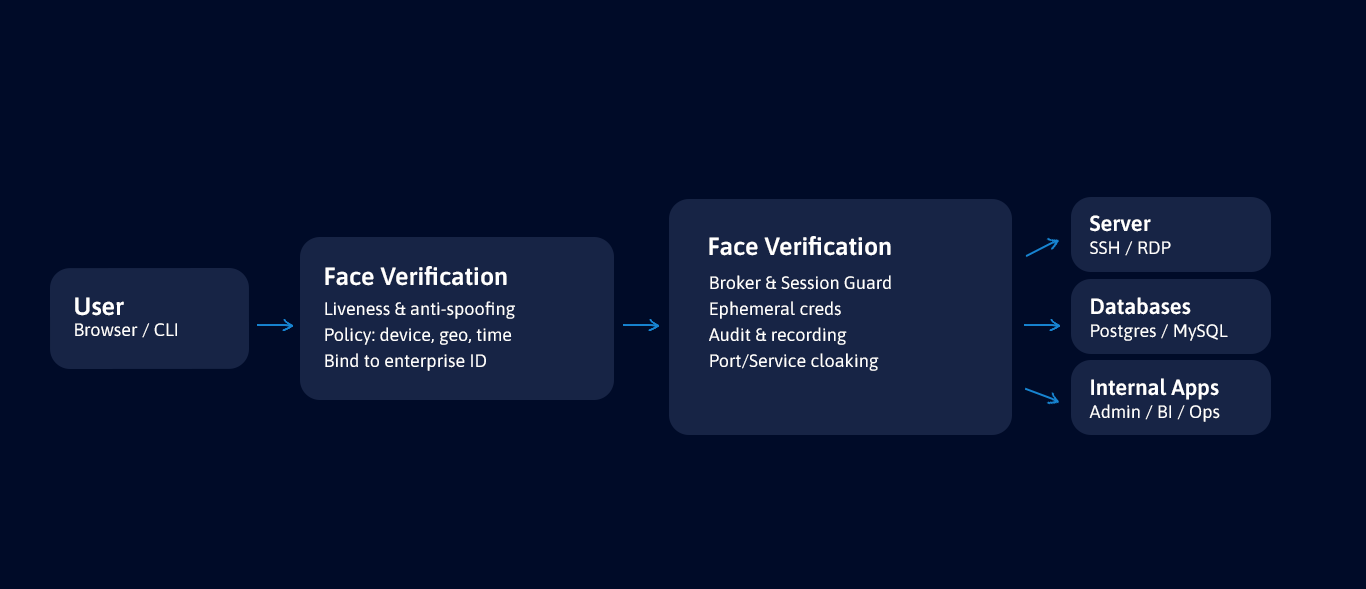 User
Browser / CLI
Face Verification
Liveness & anti-spoofing
Policy: device, geo, time
Bind to enterprise ID
Face Verification
Broker & Session Guard
Ephemeral creds
Audit & recording
Port/Service cloaking
Server
SSH / RDP
Databases
Postgres / MySQL
Internal Apps
Admin / BI / Ops